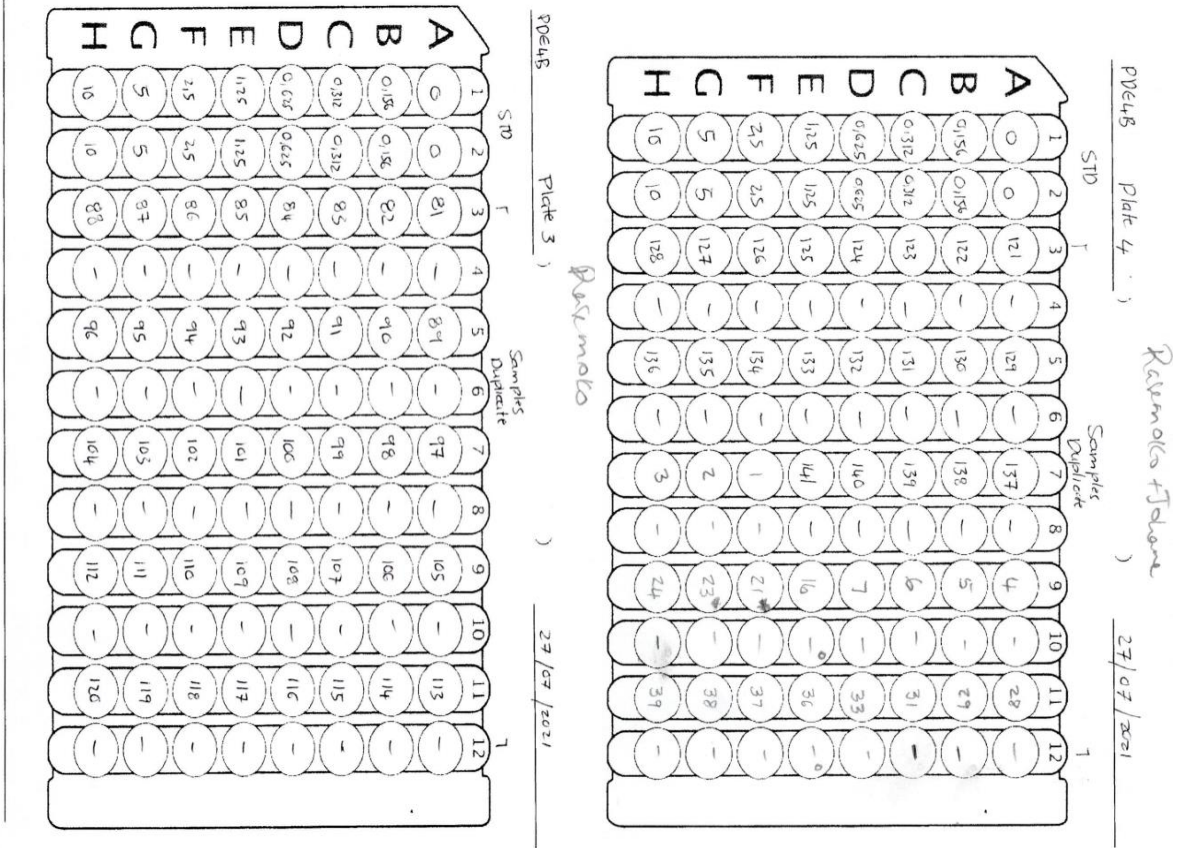 Rasemoko +
PDE4B Plate 4 ; ) 27/07/2021
STD Samples
Duplicate
1 2 3 4 5 6 7 8 9 10 11 12
A 0 0 121 - 129 - 137 - 4 - 28 -
B 0,156 0,156 122 - 130 - 138 - 5 - 29 -
C 0,312 0,312 123 - 131 - 139 - 6 - 31 -
D 0,625 0,625 124 - 132 - 140 - 7 - 33 -
E 1,25 1,25 125 - 133 - 141 - 16 - 36 -
F 2,5 2,5 126 - 134 - 1 - 21 - 37 -
G 5 5 127 - 135 - 2 - 23 - 38 -
H 10 10 128 - 136 - 3 - 24 - 39 -
Rasemoko
PDE4B Plate 3 ; ) 27/07/2021
STD Samples
Duplicate
1 2 3 4 5 6 7 8 9 10 11 12
A 0 0 81 - 89 - 97 - 105 - 113 -
B 0,156 0,156 82 - 90 - 98 - 106 - 114 -
C 0,312 0,312 83 - 91 - 99 - 107 - 115 -
D 0,625 0,625 84 - 92 - 100 - 108 - 116 -
E 1,25 1,25 85 - 93 - 101 - 109 - 117 -
F 2,5 2,5 86 - 94 - 102 - 110 - 118 -
G 5 5 87 - 95 - 103 - 111 - 119 -
H 10 10 88 - 96 - 104 - 112 - 120 -